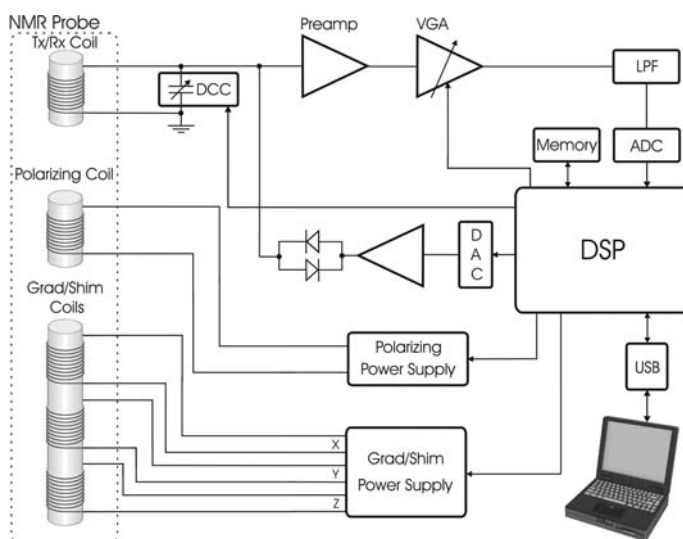 NMR Probe
Tx/Rx Coil
Preamp
VGA
LPF
DCC
Memory
ADC
Polarizing Coil
DSP
D
A
C
Grad/Shim
Coils
Polarizing
Power Supply
USB
X
Y
Z
Grad/Shim
Power Supply